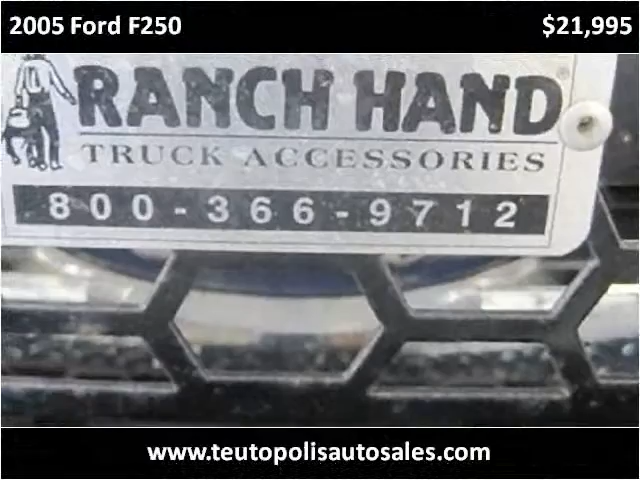 2005 Ford F250 $21,995
RANCH HAND
TRUCK ACCESSORIES
800-366-9712
www.teutopolisautosales.com